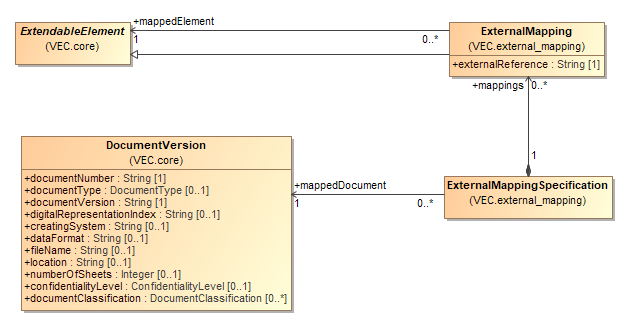 ExtendableElement
(VEC.core)
+mappedElement
1
0..*
ExternalMapping
(VEC.external_mapping)
+externalReference : String [1]
+mappings
0..*
1
DocumentVersion
(VEC.core)
+documentNumber : String [1]
+documentType : DocumentType [0..1]
+documentVersion : String [1]
+digitalRepresentationIndex : String [0..1]
+creatingSystem : String [0..1]
+dataFormat : String [0..1]
+fileName : String [0..1]
+location : String [0..1]
+numberOfSheets : Integer [0..1]
+confidentialityLevel : ConfidentialityLevel [0..1]
+documentClassification : DocumentClassification [0..*]
+mappedDocument
1
0..*
ExternalMappingSpecification
(VEC.external_mapping)